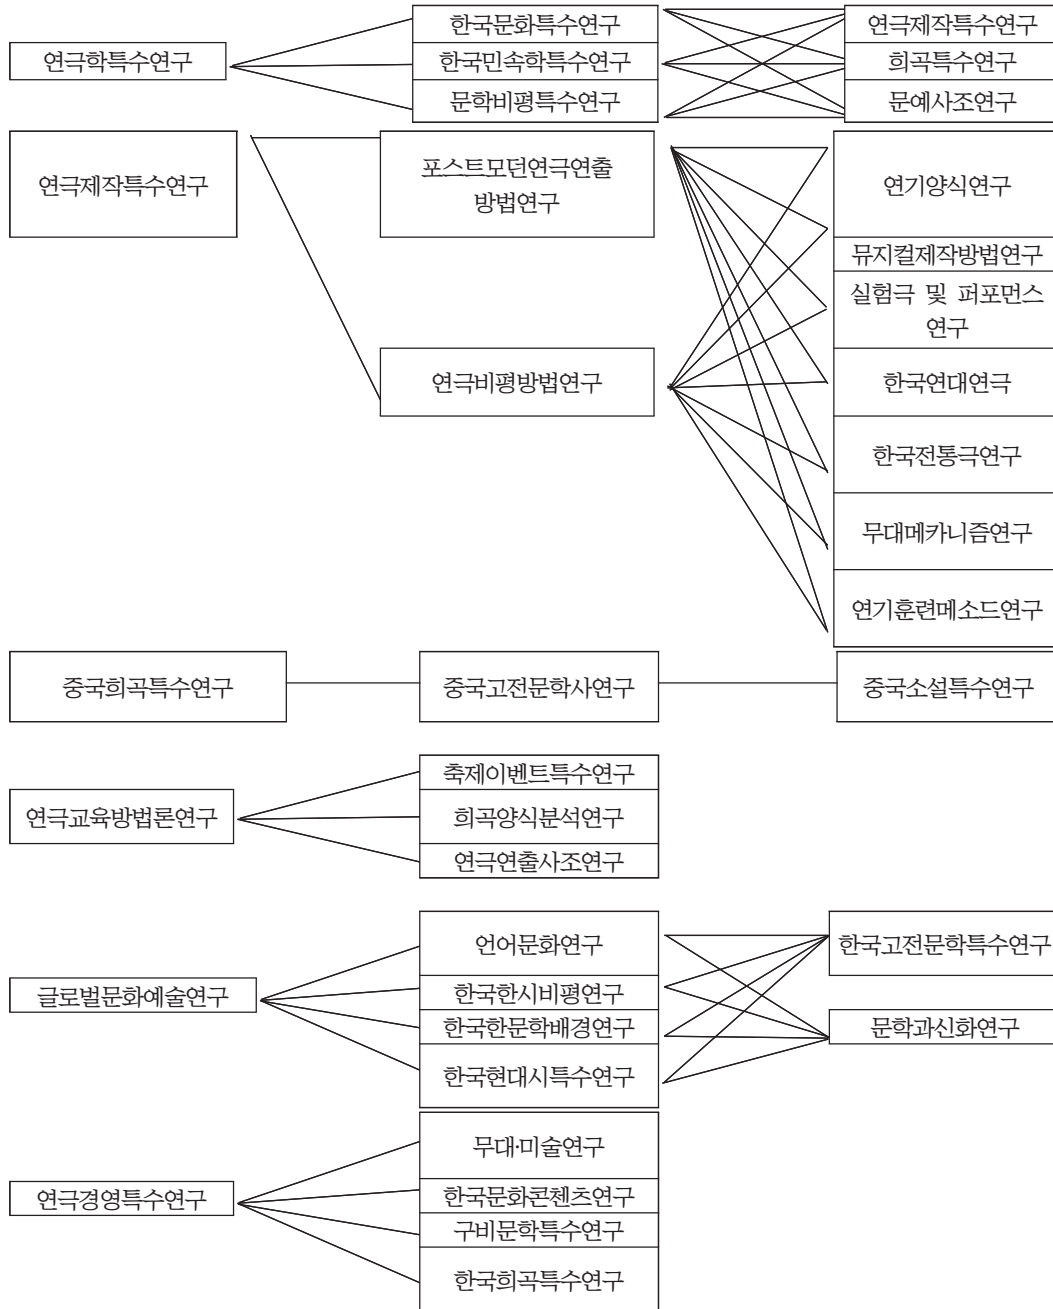 연극학특수연구
한국문화특수연구
한국민속학특수연구
문학비평특수연구
연극제작특수연구
희곡특수연구
문예사조연구
연극제작특수연구
포스트모던연극연출
방법연구
연극비평방법연구
연기양식연구
뮤지컬제작방법연구
실험극 및 퍼포먼스
연구
한국연대연극
한국전통극연구
무대메카니즘연구
연기훈련메소드연구
중국희곡특수연구
중국고전문학사연구
중국소설특수연구
연극교육방법론연구
축제이벤트특수연구
희곡양식분석연구
연극연출사조연구
글로벌문화예술연구
언어문화연구
한국한시비평연구
한국한문학배경연구
한국현대시특수연구
한국고전문학특수연구
문학과신화연구
연극경영특수연구
무대·미술연구
한국문화콘첸츠연구
구비문학특수연구
한국희곡특수연구